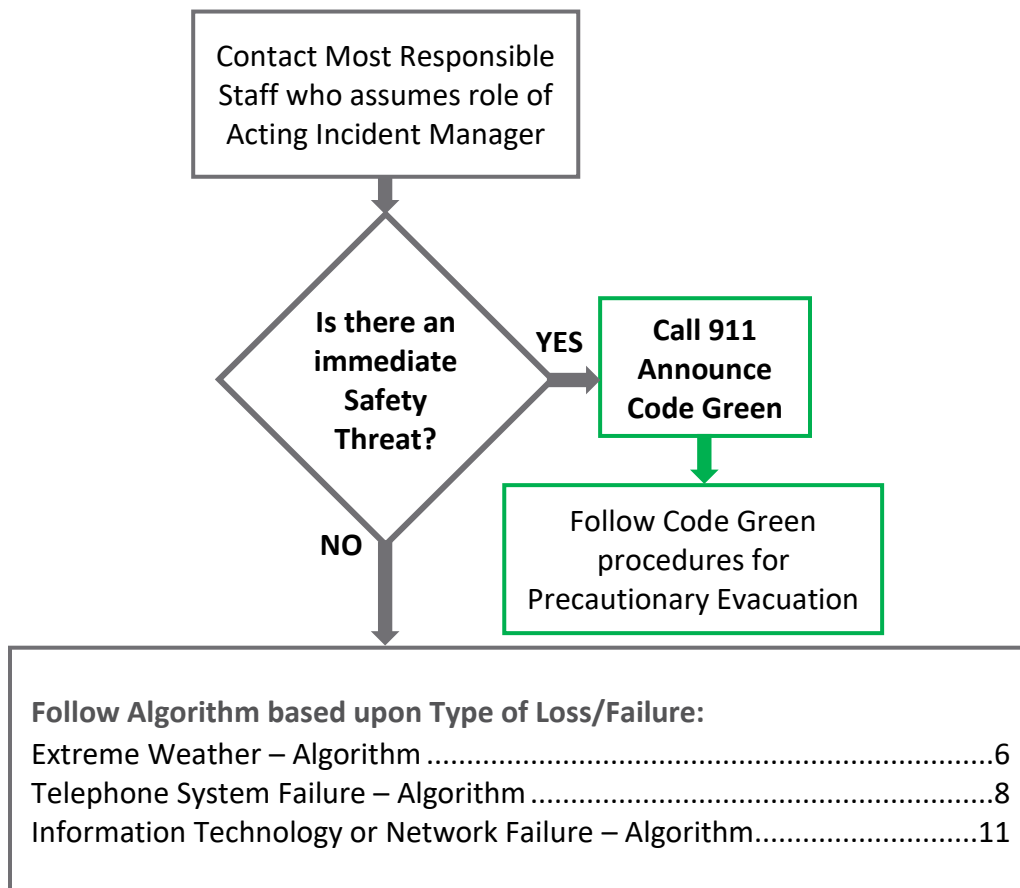 Contact Most Responsible
Staff who assumes role of
Acting Incident Manager
Is there an
immediate
Safety
Threat?
YES
Call 911
Announce
Code Green
Follow Code Green
procedures for
Precautionary Evacuation
NO
Follow Algorithm based upon Type of Loss/Failure:
Extreme Weather – Algorithm.................................................................6
Telephone System Failure – Algorithm.....................................................8
Information Technology or Network Failure – Algorithm..........................11